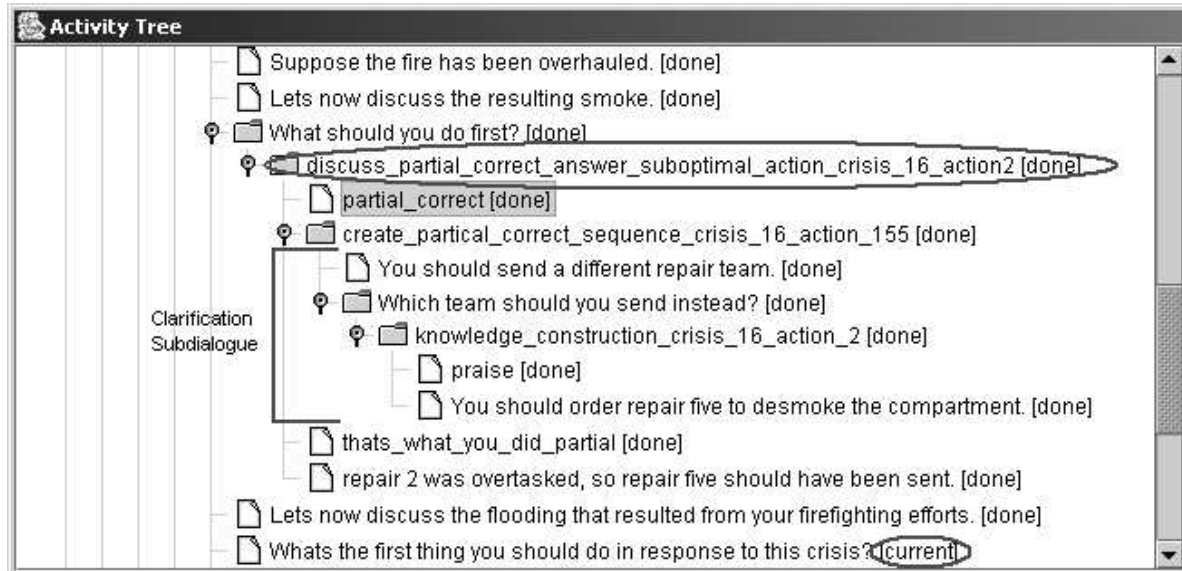 Activity Tree
Suppose the fire has been overhauled. [done]
Lets now discuss the resulting smoke. [done]
What should you do first? [done]
discuss_partial_correct_answer_suboptimal_action_crisis_16_action2 [done]
partial_correct [done]
create_partical_correct_sequence_crisis_16_action_155 [done]
You should send a different repair team. [done]
Which team should you send instead? [done]
Clarification
Subdialogue
knowledge_construction_crisis_16_action_2 [done]
praise [done]
You should order repair five to desmoke the compartment. [done]
thats_what_you_did_partial [done]
repair 2 was overtasked, so repair five should have been sent. [done]
Lets now discuss the flooding that resulted from your firefighting efforts. [done]
Whats the first thing you should do in response to this crisis? [current]